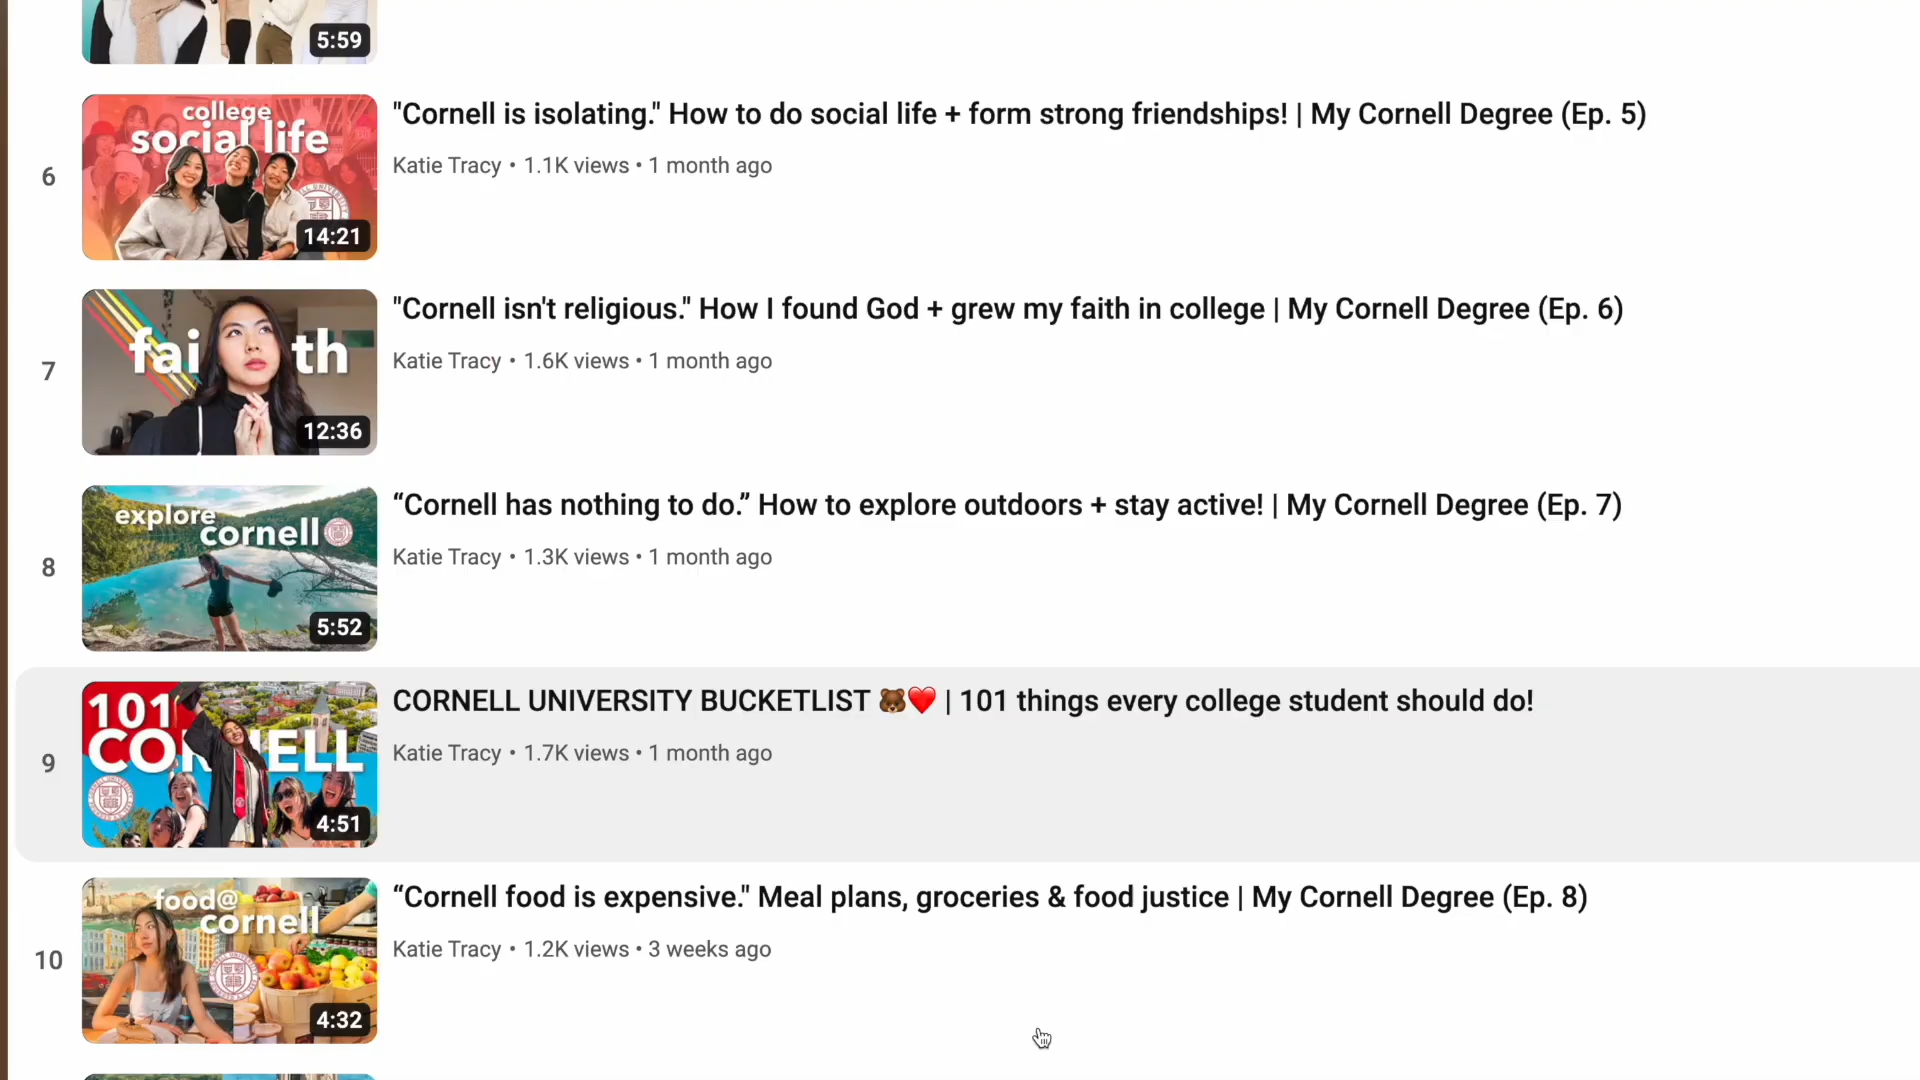 5:59
6
college
social life
14:21
"Cornell is isolating." How to do social life + form strong friendships! | My Cornell Degree (Ep. 5)
Katie Tracy • 1.1K views • 1 month ago
7
fai th
12:36
"Cornell isn't religious." How I found God + grew my faith in college | My Cornell Degree (Ep. 6)
Katie Tracy • 1.6K views • 1 month ago
8
explore
cornell
5:52
“Cornell has nothing to do.” How to explore outdoors + stay active! | My Cornell Degree (Ep. 7)
Katie Tracy • 1.3K views • 1 month ago
9
101
CORNELL
4:51
CORNELL UNIVERSITY BUCKETLIST 🐻❤️ | 101 things every college student should do!
Katie Tracy • 1.7K views • 1 month ago
10
food@
cornell
4:32
“Cornell food is expensive." Meal plans, groceries & food justice | My Cornell Degree (Ep. 8)
Katie Tracy • 1.2K views • 3 weeks ago